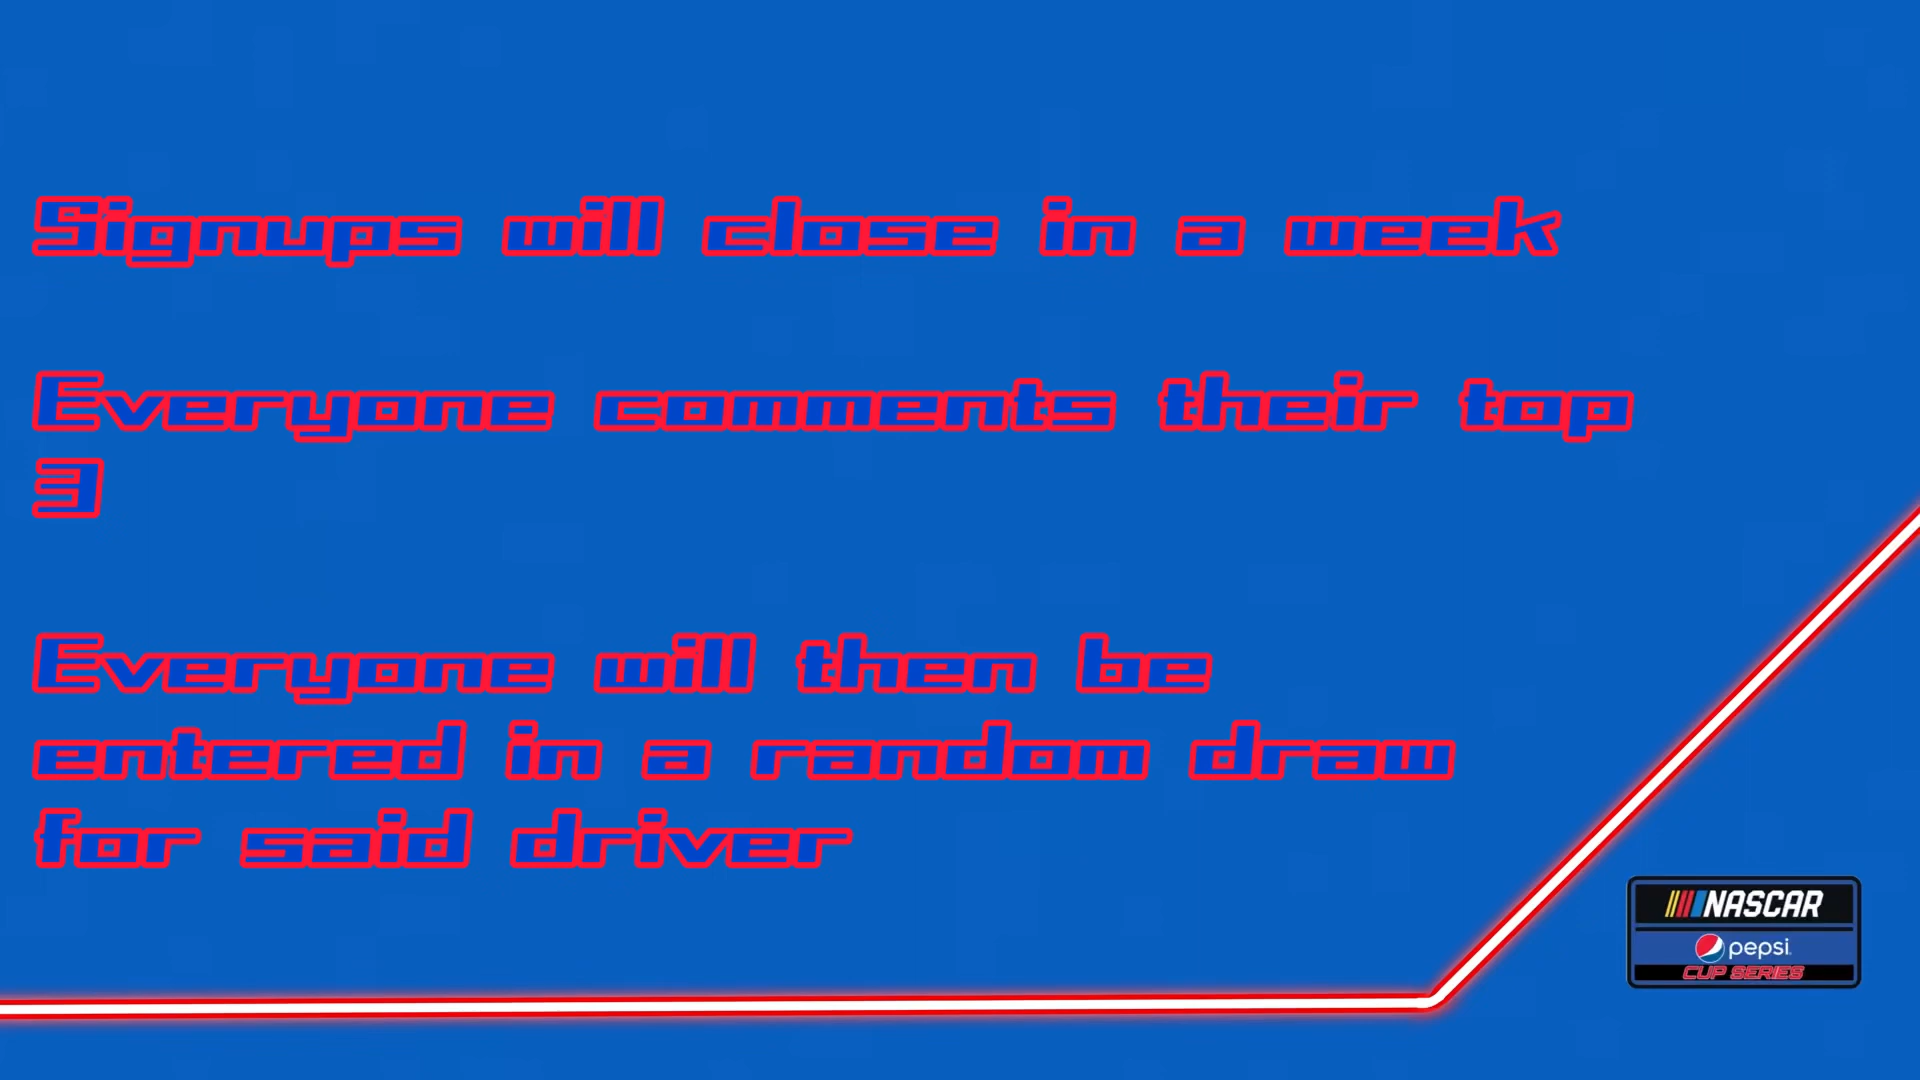 Signups will close in a week
Everyone comments their top
3
Everyone will then be
entered in a random draw
for said driver
NASCAR
pepsi
CUP SERIES